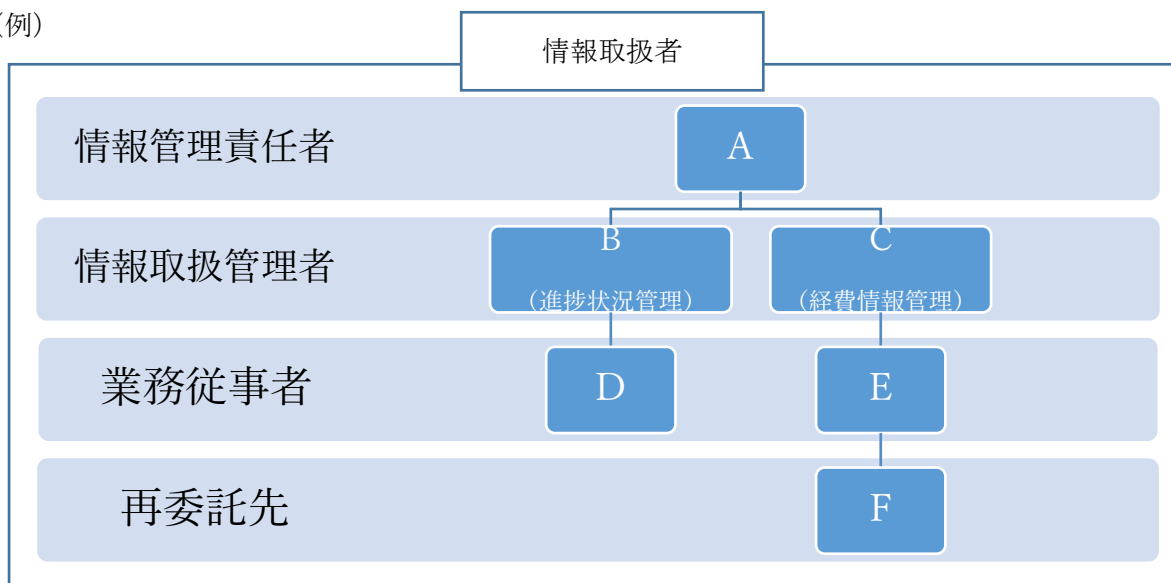 (例)
情報取扱者
情報管理責任者
A
情報取扱管理者
B
(進捗状況管理)
C
(経費情報管理)
業務従事者
D
E
再委託先
F